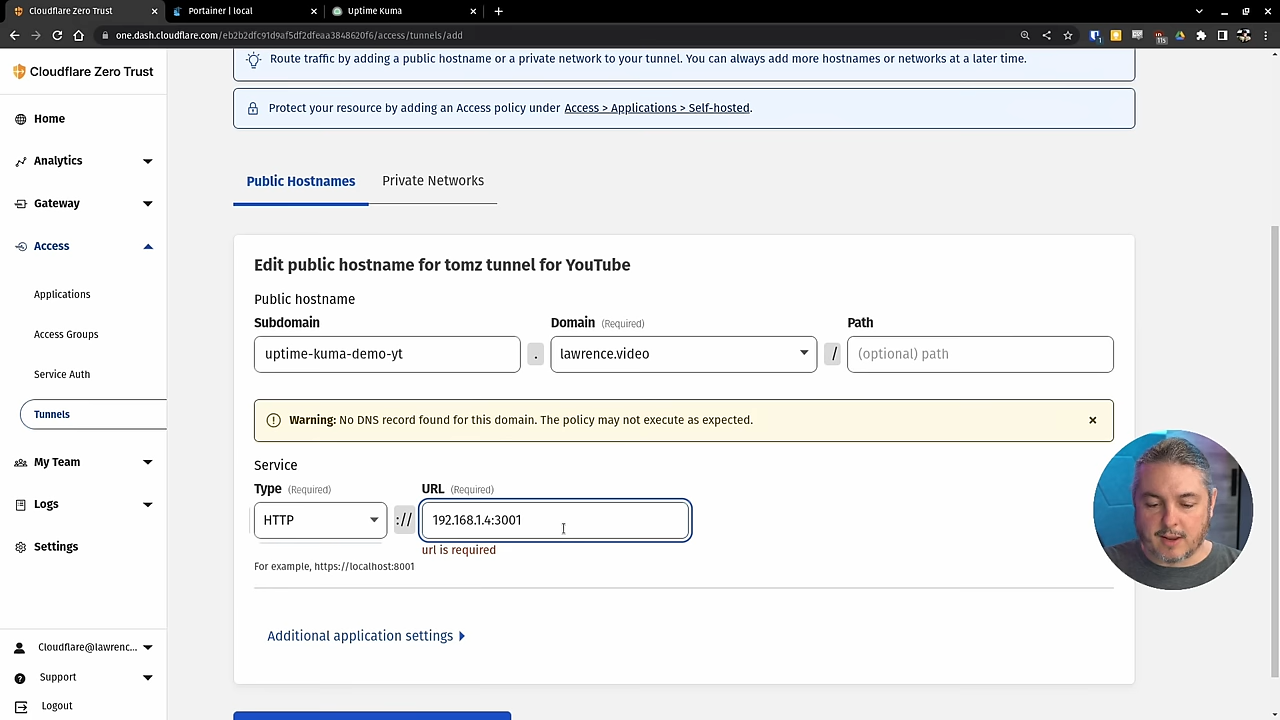 Cloudflare Zero Trust
Portainer | local
Uptime Kuma
one.dash.cloudflare.com/eb2b2dfc91d9af5df2dfeaa3848620f6/access/tunnels/add
115
Cloudflare Zero Trust
Home
Analytics
Gateway
Access
Applications
Access Groups
Service Auth
Tunnels
My Team
Logs
Settings
Cloudflare@lawrenc...
Support
Logout
Route traffic by adding a public hostname or a private network to your tunnel. You can always add more hostnames or networks at a later time.
Protect your resource by adding an Access policy under Access > Applications > Self-hosted.
Public Hostnames Private Networks
Edit public hostname for tomz tunnel for YouTube
Public hostname
Subdomain Domain (Required) Path
uptime-kuma-demo-yt . lawrence.video / (optional) path
Warning: No DNS record found for this domain. The policy may not execute as expected.
Service
Type (Required) URL (Required)
HTTP :// 192.168.1.4:3001
url is required
For example, https://localhost:8001
Additional application settings